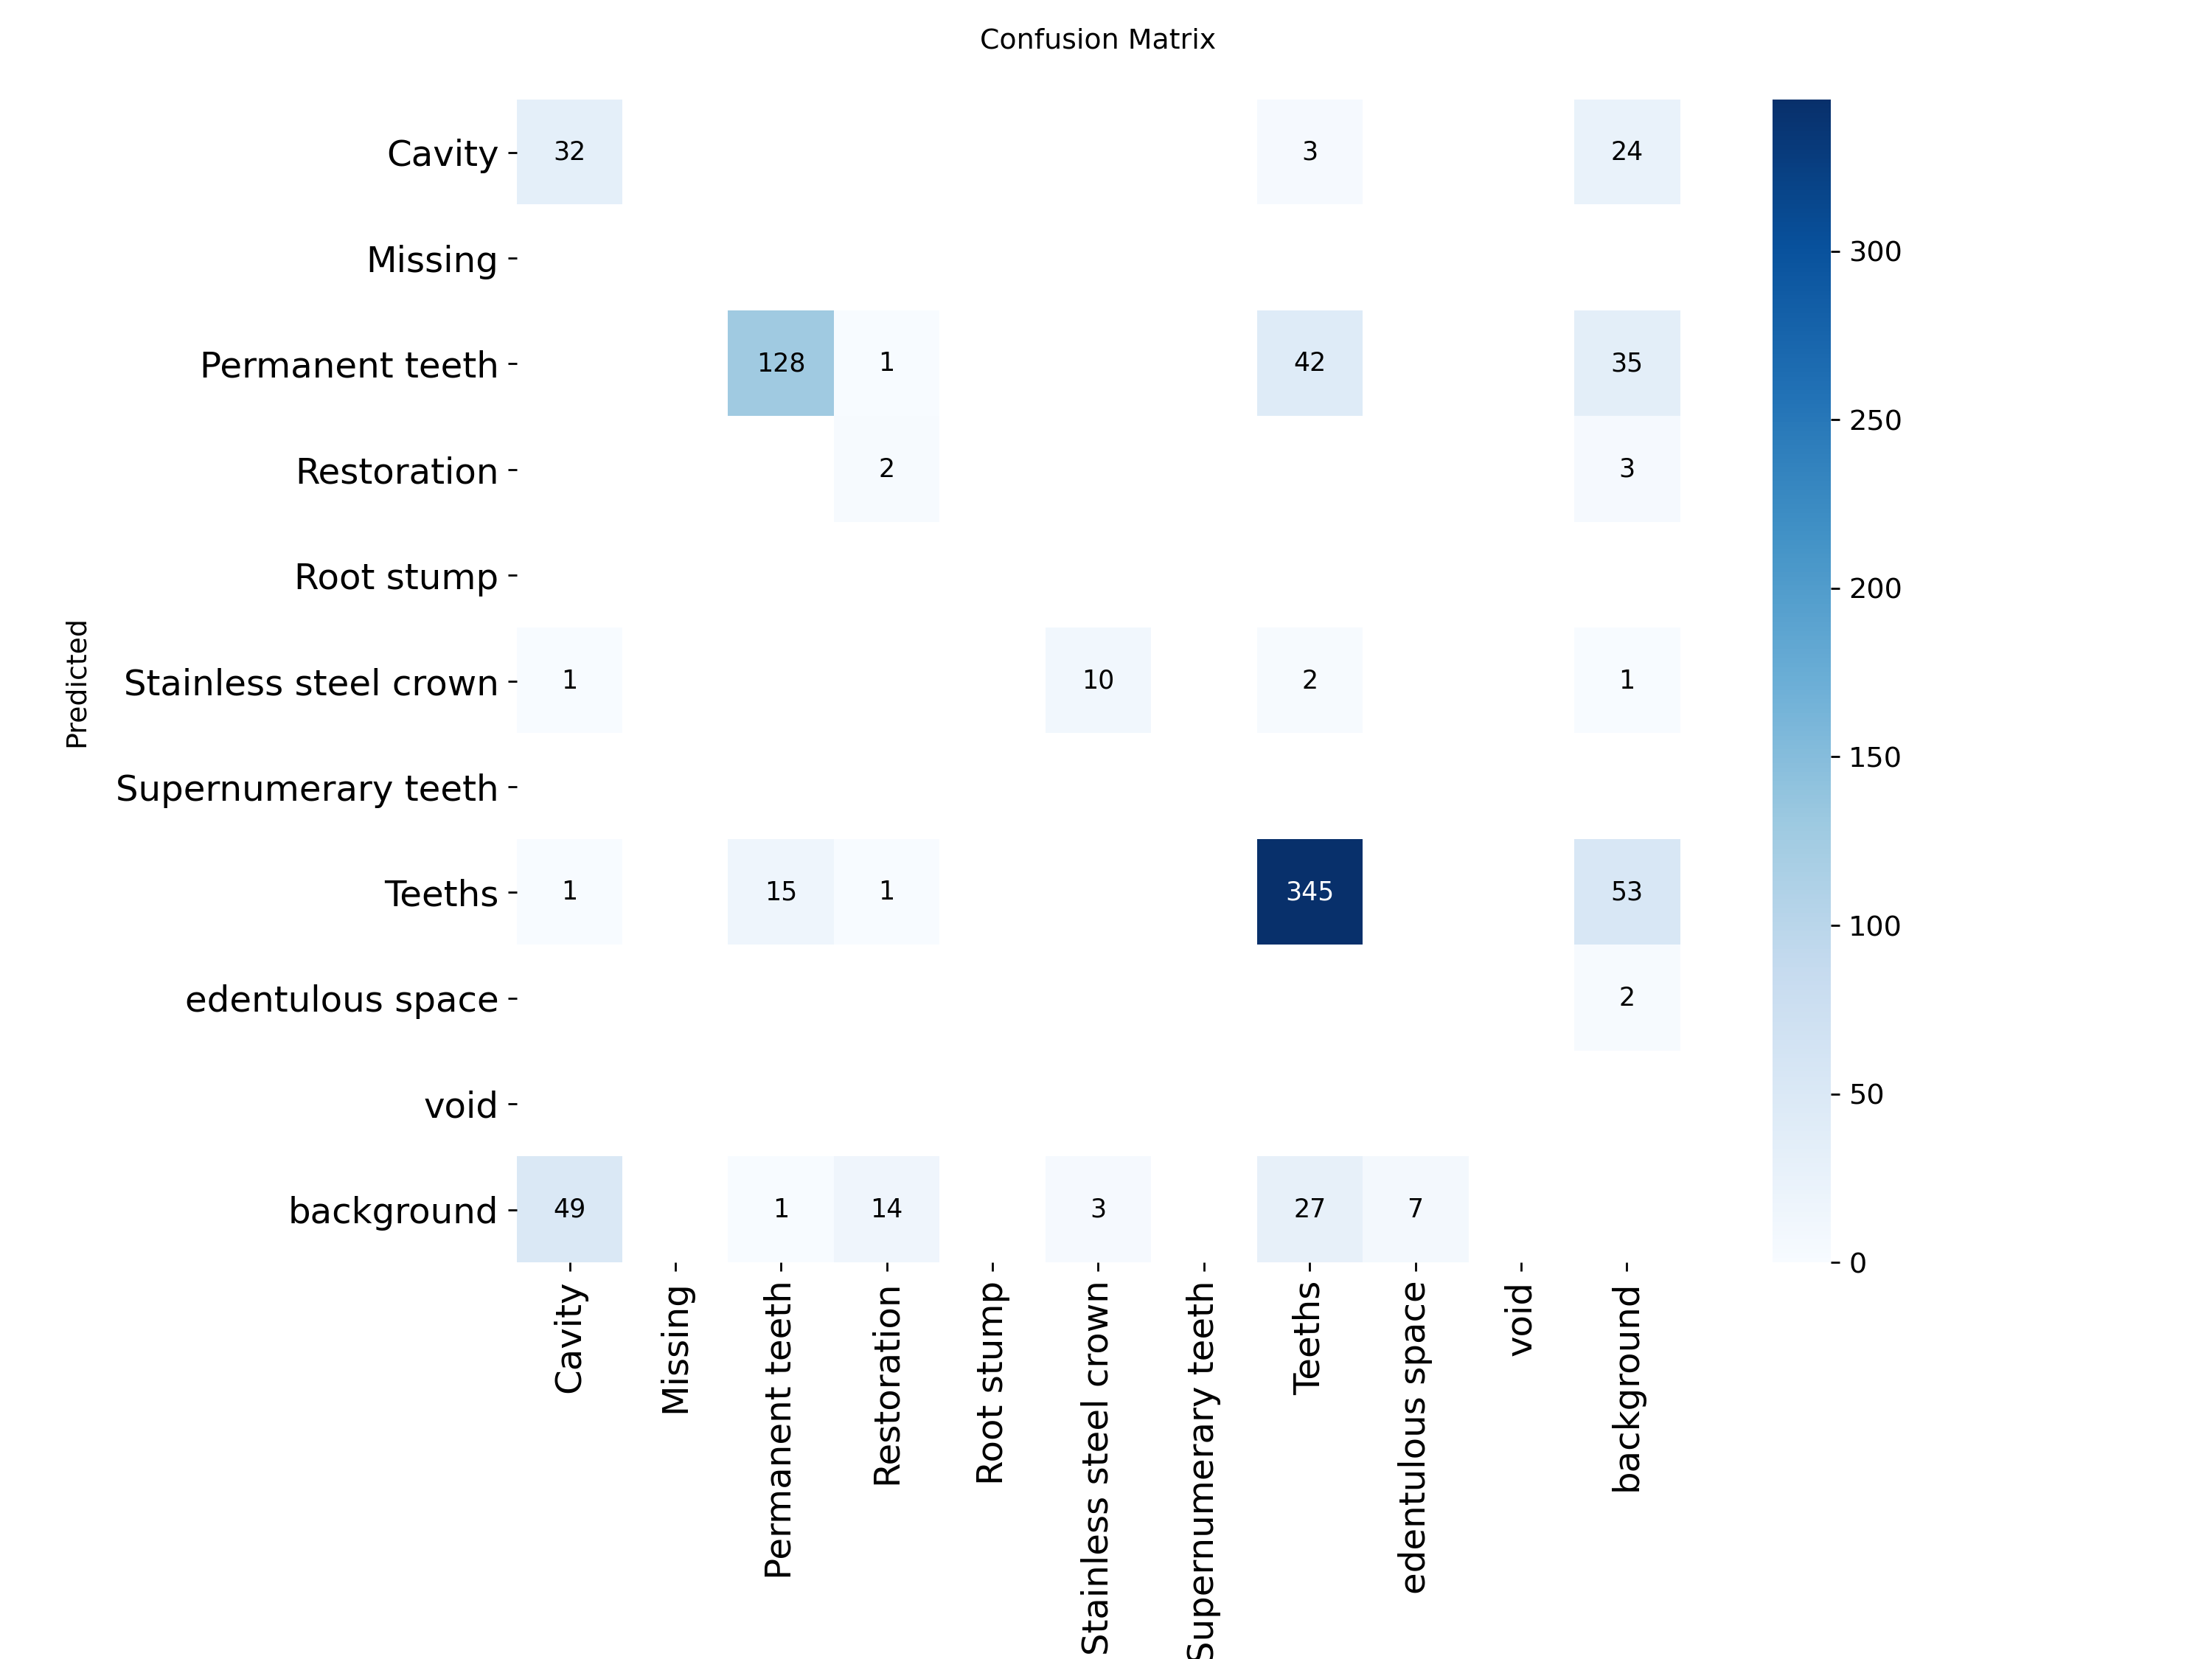 Confusion Matrix
Cavity 32 3 24
Missing
Permanent teeth 128 1 42 35
Restoration 2 3
Root stump
Stainless steel crown 1 10 2 1
Supernumerary teeth
Teeths 1 15 1 345 53
edentulous space 2
void
background 49 1 14 3 27 7
Predicted
Cavity
Missing
Permanent teeth
Restoration
Root stump
Stainless steel crown
Supernumerary teeth
Teeths
edentulous space
void
background
300
250
200
150
100
50
0